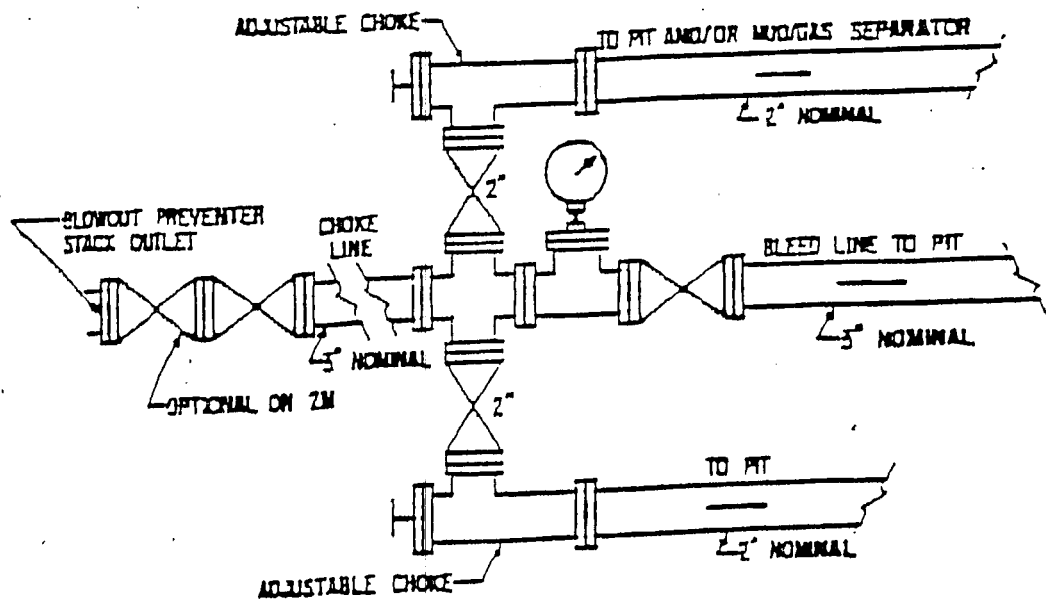 ADJUSTABLE CHOKE
TO PIT AND/OR MUD/GAS SEPARATOR
2" NOMINAL
2"
BLOWOUT PREVENTER
STACK OUTLET
CHOKE
LINE
BLEED LINE TO PIT
3" NOMINAL
3" NOMINAL
OPTIONAL ON 2M
2"
TO PIT
2" NOMINAL
ADJUSTABLE CHOKE